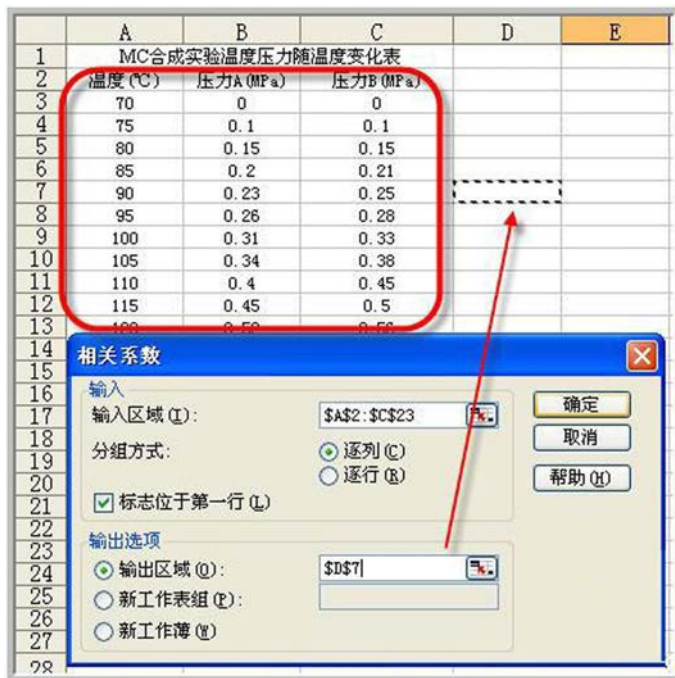 A B C D E
1 MC合成实验温度压力随温度变化表
2 温度(℃) 压力A(MPa) 压力B(MPa)
3 70 0 0
4 75 0.1 0.1
5 80 0.15 0.15
6 85 0.2 0.21
7 90 0.23 0.25
8 95 0.26 0.28
9 100 0.31 0.33
10 105 0.34 0.38
11 110 0.4 0.45
12 115 0.45 0.5
13
14 相关系数
15
16 输入
17 输入区域(I): $A$2:$C$23 确定
18 分组方式: 逐列(C) 取消
19
20 逐行(R) 帮助(H)
21 标志位于第一行(L)
22
23 输出选项
24 输出区域(O): $D$7
25 新工作表组(P):
26 新工作薄(W)
27
28